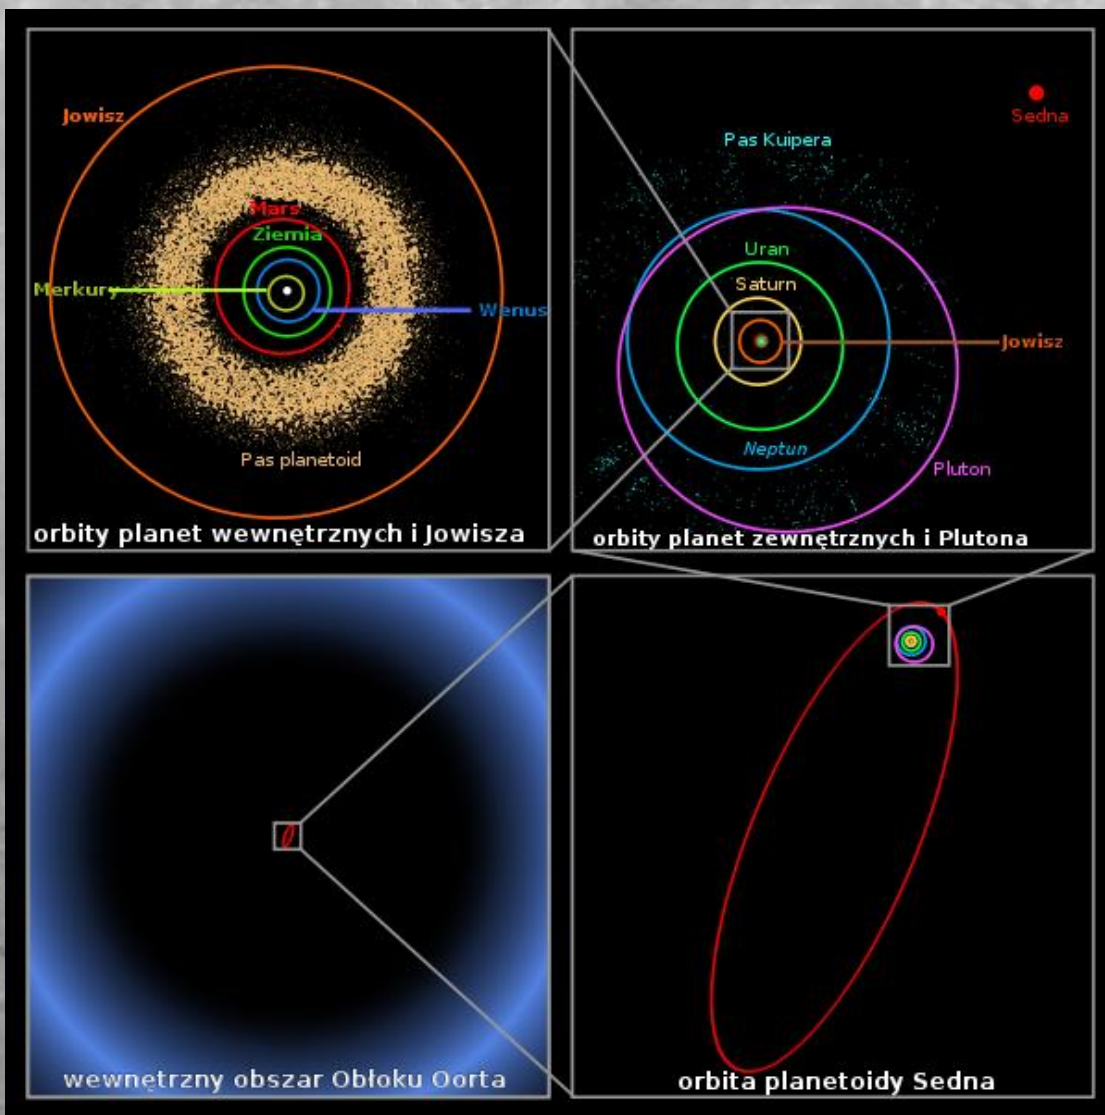 Jowisz
Mars
Ziemia
Merkury
Wenus
Pas planetoid
orbity planet wewnętrznych i Jowisza
Sedna
Pas Kuipera
Uran
Saturn
Jowisz
Neptun
Pluton
orbity planet zewnętrznych i Plutona
wewnętrzny obszar Obłoku Oorta
orbita planetoidy Sedna